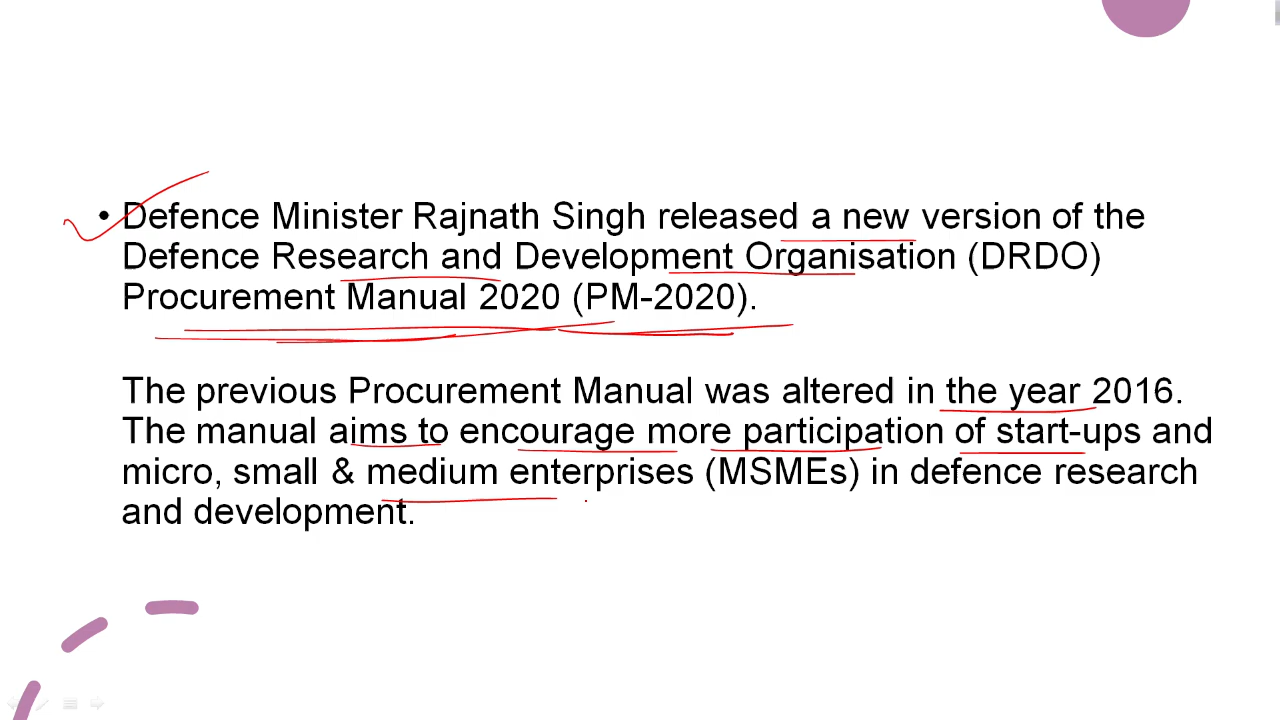 • Defence Minister Rajnath Singh released a new version of the
Defence Research and Development Organisation (DRDO)
Procurement Manual 2020 (PM-2020).
The previous Procurement Manual was altered in the year 2016.
The manual aims to encourage more participation of start-ups and
micro, small & medium enterprises (MSMEs) in defence research
and development.